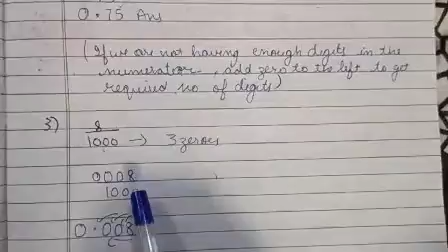 0.75 Ans
(If we are not having enough digits in the
numerator, add zero to the left to get
required no of digits)
3) 8
1000 → 3 zeroes
0008
100
0.008